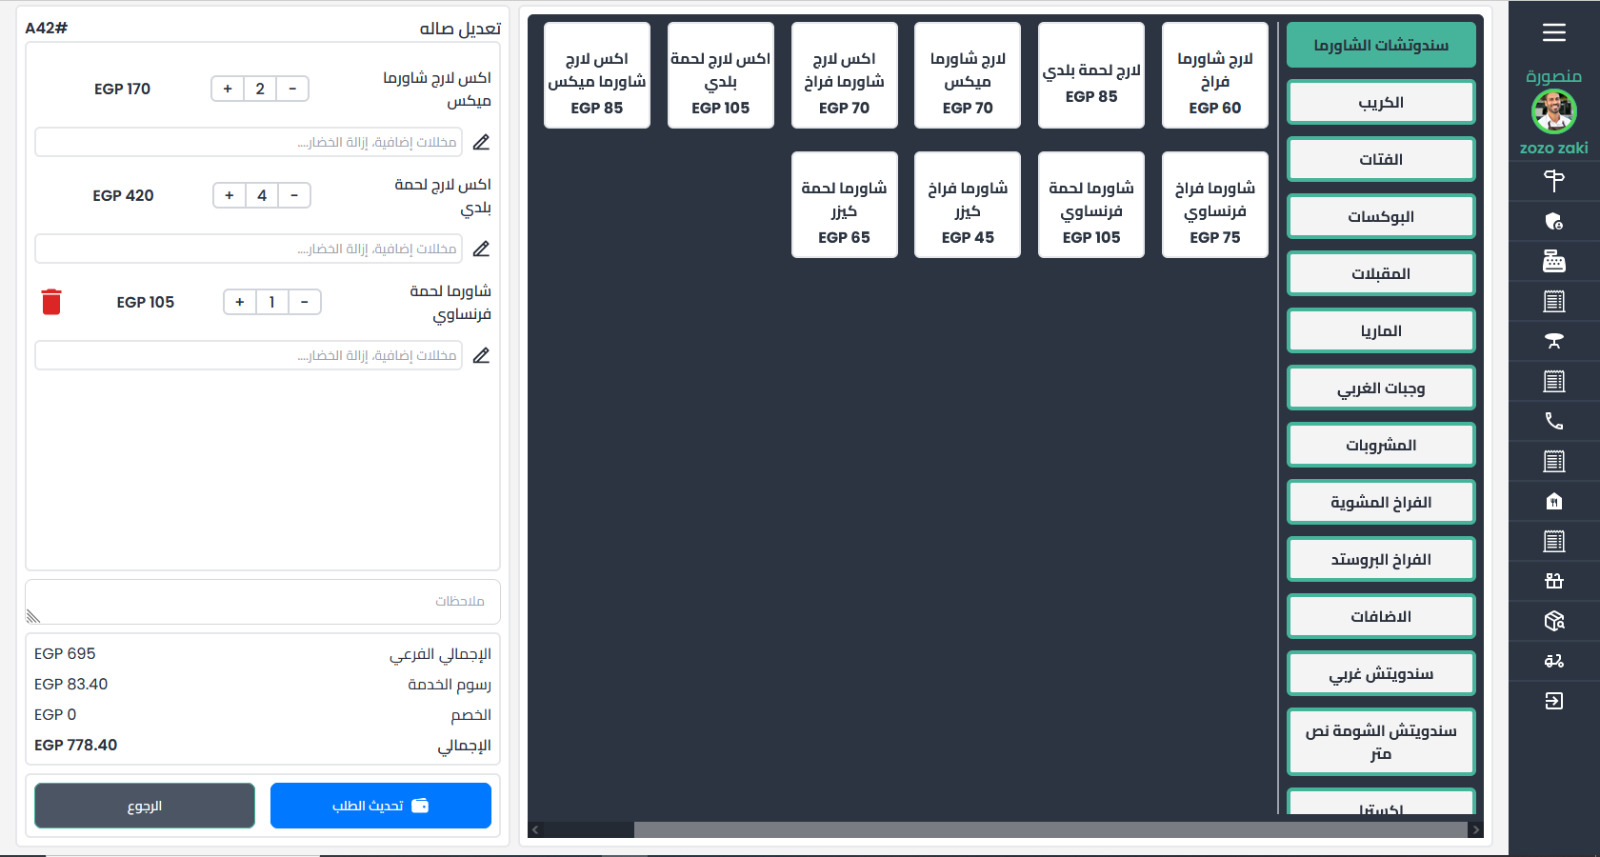 منصورة
zozo zaki
سندوتشات الشاورما
الكريب
الفتات
البوكسات
المقبلات
الماريا
وجبات الغربي
المشروبات
الفراخ المشوية
الفراخ البروستد
الاضافات
سندويتش غربي
سندويتش الشومة نص
متر
اكسترا
لارج شاورما
فراخ
EGP 60
لارج لحمة بلدي
EGP 85
لارج شاورما
ميكس
EGP 70
اكس لارج
شاورما فراخ
EGP 70
اكس لارج لحمة
بلدي
EGP 105
اكس لارج
شاورما ميكس
EGP 85
شاورما فراخ
فرنساوي
EGP 75
شاورما لحمة
فرنساوي
EGP 105
شاورما فراخ
كيزر
EGP 45
شاورما لحمة
كيزر
EGP 65
تعديل صاله
A42#
اكس لارج شاورما
ميكس
- 2 +
EGP 170
مخللات إضافية، إزالة الخضار....
اكس لارج لحمة
بلدي
- 4 +
EGP 420
مخللات إضافية، إزالة الخضار....
شاورما لحمة
فرنساوي
- 1 +
EGP 105
مخللات إضافية، إزالة الخضار....
ملاحظات
الإجمالي الفرعي
EGP 695
رسوم الخدمة
EGP 83.40
الخصم
EGP 0
الإجمالي
EGP 778.40
تحديث الطلب
الرجوع